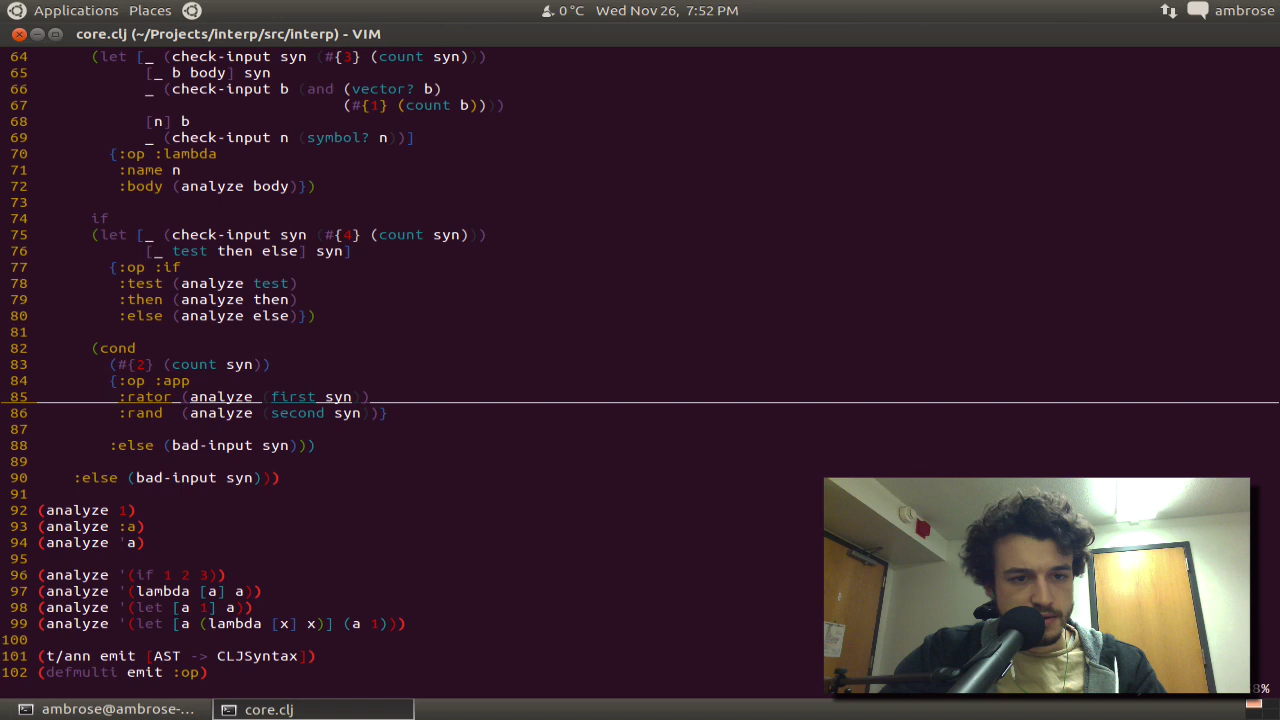 Applications Places 0 °C Wed Nov 26, 7:52 PM ambrose
core.clj (~/Projects/interp/src/interp) - VIM
64 (let [_ (check-input syn (#{3} (count syn)))
65 [_ b body] syn
66 _ (check-input b (and (vector? b)
67 (#{1} (count b))))
68 [n] b
69 _ (check-input n (symbol? n))]
70 {:op :lambda
71 :name n
72 :body (analyze body)})
73
74 if
75 (let [_ (check-input syn (#{4} (count syn)))
76 [_ test then else] syn]
77 {:op :if
78 :test (analyze test)
79 :then (analyze then)
80 :else (analyze else)})
81
82 (cond
83 (#{2} (count syn))
84 {:op :app
85 :rator (analyze (first syn))
86 :rand (analyze (second syn))}
87
88 :else (bad-input syn)))
89
90 :else (bad-input syn)))
91
92 (analyze 1)
93 (analyze :a)
94 (analyze 'a)
95
96 (analyze '(if 1 2 3))
97 (analyze '(lambda [a] a))
98 (analyze '(let [a 1] a))
99 (analyze '(let [a (lambda [x] x)] (a 1)))
100
101 (t/ann emit [AST -> CLJSyntax])
102 (defmulti emit :op)
8%
ambrose@ambrose-... core.clj